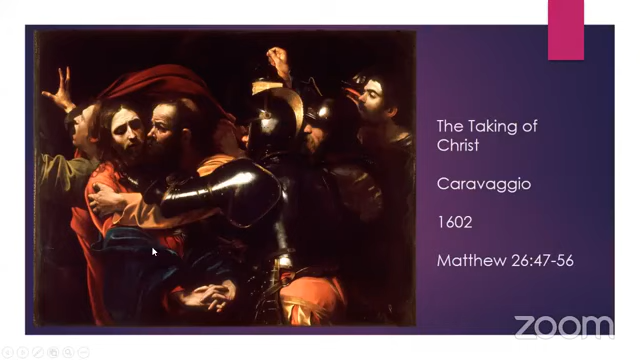 The Taking of
Christ
Caravaggio
1602
Matthew 26:47-56
zoom